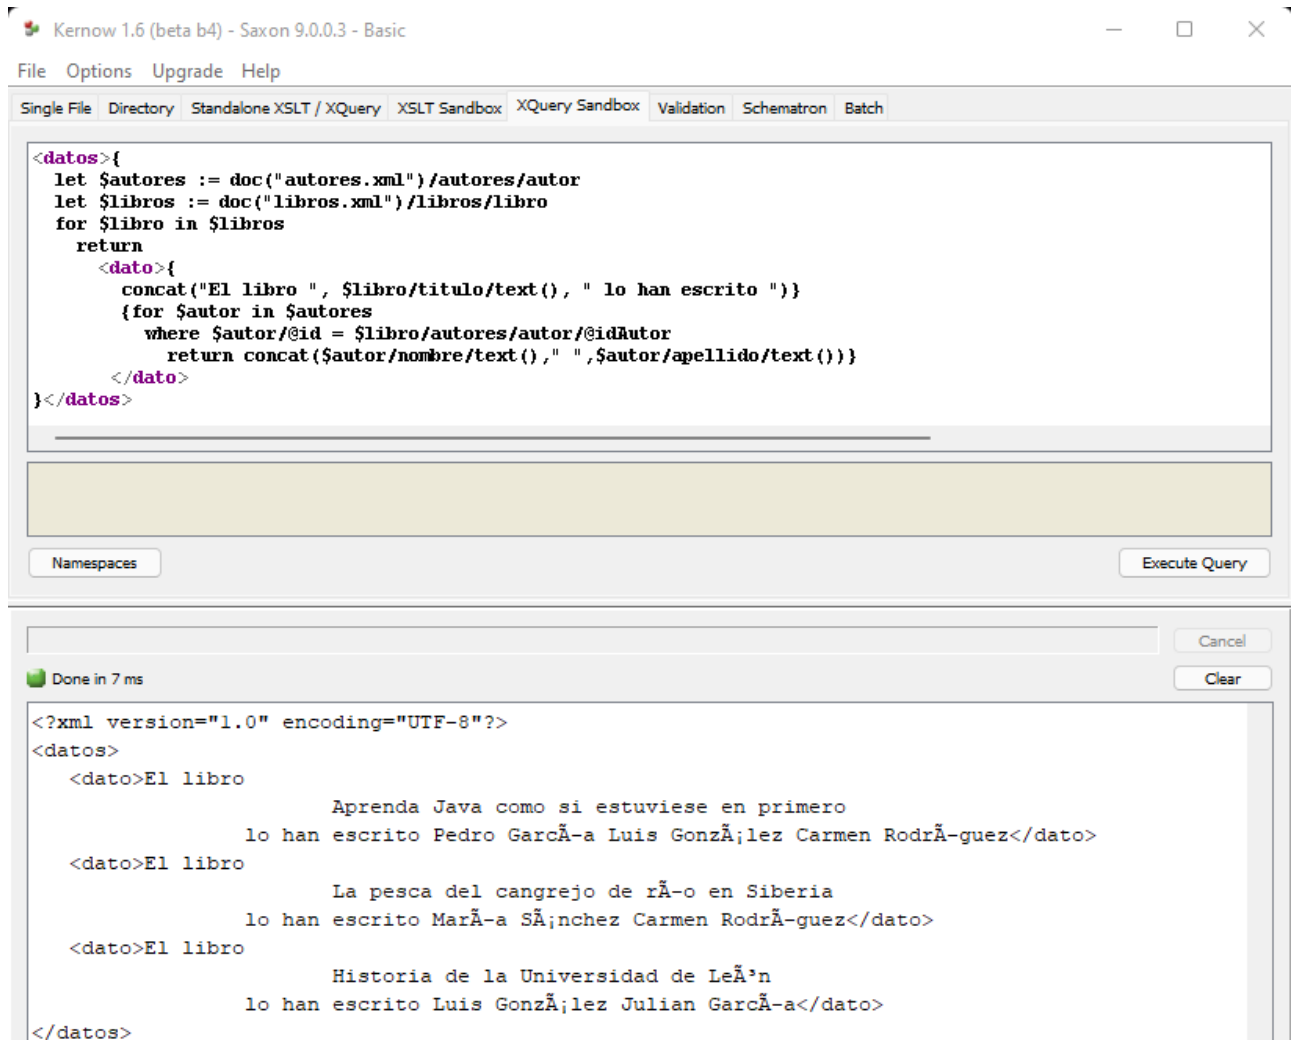 Kernow 1.6 (beta b4) - Saxon 9.0.0.3 - Basic
File Options Upgrade Help
Single File Directory Standalone XSLT / XQuery XSLT Sandbox XQuery Sandbox Validation Schematron Batch
<datos>{
let $autores := doc("autores.xml")/autores/autor
let $libros := doc("libros.xml")/libros/libro
for $libro in $libros
return
<dato>{
concat("El libro ", $libro/titulo/text(), " lo han escrito ")}
{for $autor in $autores
where $autor/@id = $libro/autores/autor/@idAutor
return concat($autor/nombre/text()," ",$autor/apellido/text())}
</dato>
}</datos>
Namespaces Execute Query
Cancel
Done in 7 ms Clear
<?xml version="1.0" encoding="UTF-8"?>
<datos>
<dato>El libro
Aprenda Java como si estuviese en primero
lo han escrito Pedro GarcÃ-a Luis GonzÃ¡lez Carmen RodrÃ-guez</dato>
<dato>El libro
La pesca del cangrejo de rÃ-o en Siberia
lo han escrito MarÃ-a SÃ¡nchez Carmen RodrÃ-guez</dato>
<dato>El libro
Historia de la Universidad de LeÃ³n
lo han escrito Luis GonzÃ¡lez Julian GarcÃ-a</dato>
</datos>